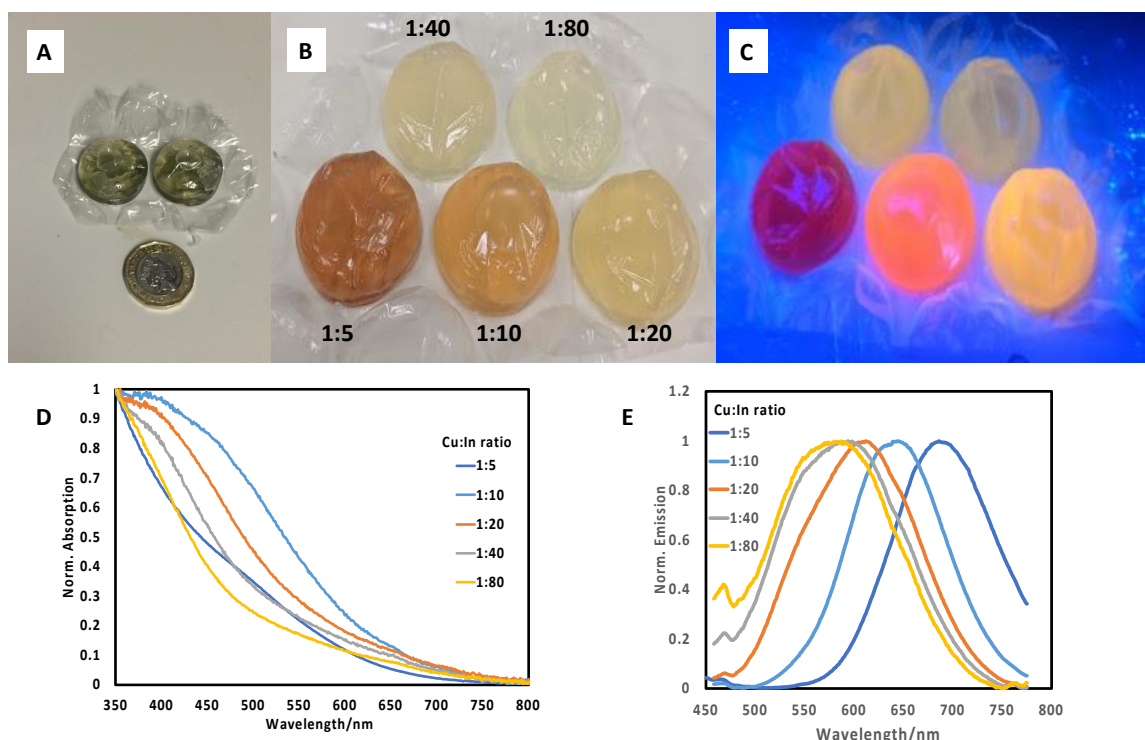 A
B
1:40
1:80
1:5
1:10
1:20
C
D
1
0.9
0.8
0.7
0.6
0.5
0.4
0.3
0.2
0.1
0
Norm. Absorption
Cu:In ratio
1:5
1:10
1:20
1:40
1:80
350 400 450 500 550 600 650 700 750 800
Wavelength/nm
E
1.2
1
0.8
0.6
0.4
0.2
0
Norm. Emission
Cu:In ratio
1:5
1:10
1:20
1:40
1:80
450 500 550 600 650 700 750 800
Wavelength/nm